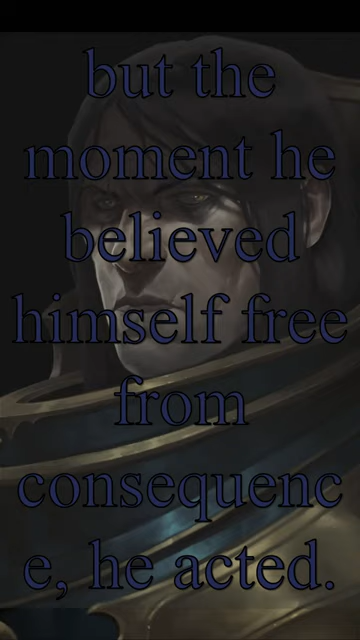 but the
moment he
believed
himself free
from
consequenc
e, he acted.